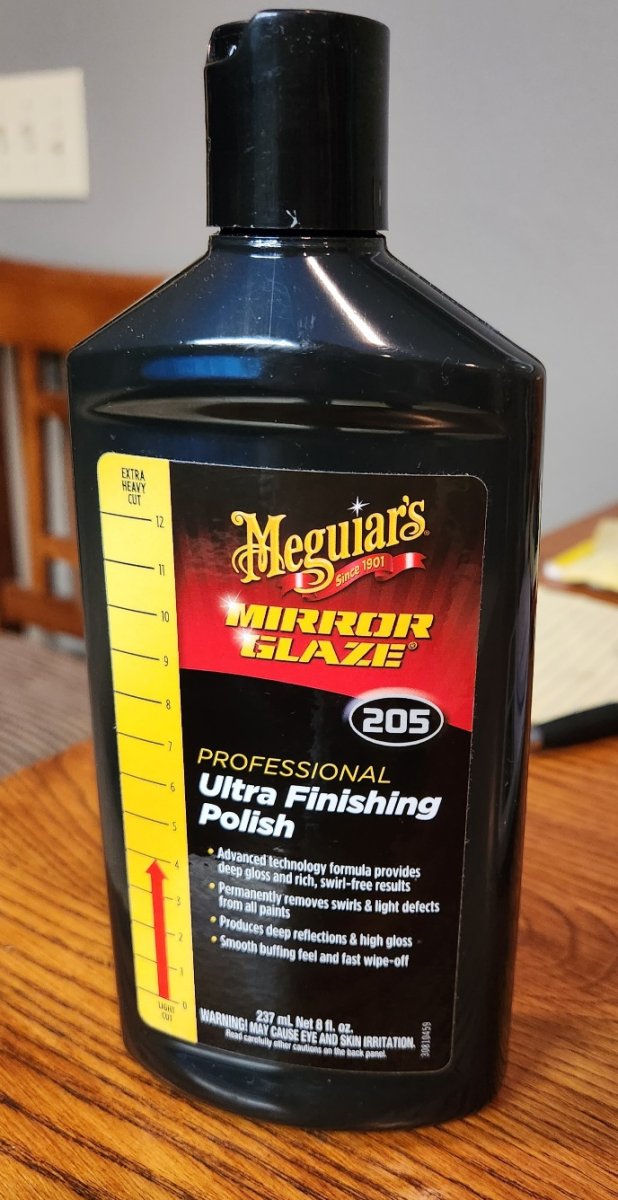 EXTRA
HEAVY
CUT
12
11
10
9
8
7
6
5
4
3
2
1
0
LIGHT
CUT
Meguiar's
Since 1901
MIRROR
GLAZE®
205
PROFESSIONAL
Ultra Finishing
Polish
• Advanced technology formula provides
deep gloss and rich, swirl-free results
• Permanently removes swirls & light defects
from all paints
• Produces deep reflections & high gloss
• Smooth buffing feel and fast wipe-off
237 mL Net 8 fl. oz.
WARNING! MAY CAUSE EYE AND SKIN IRRITATION.
Read carefully other cautions on the back panel.
30810459